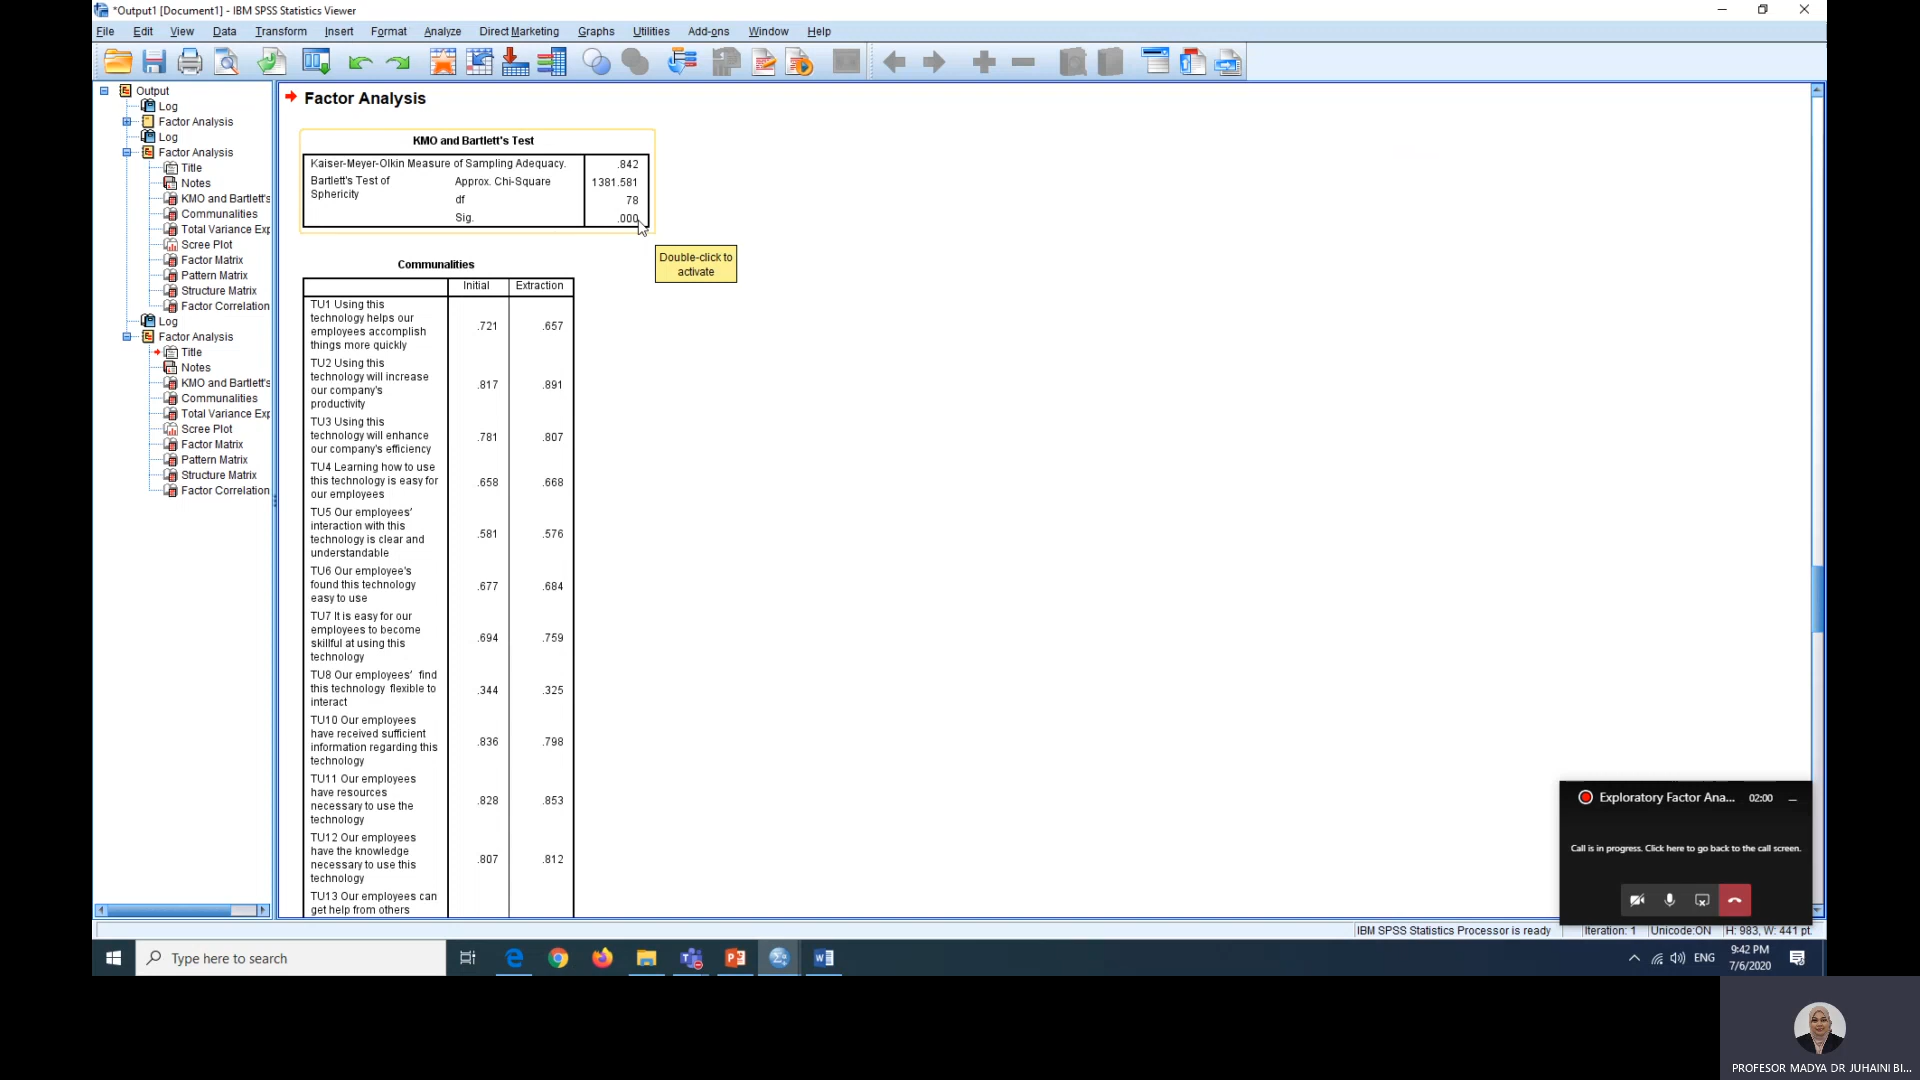 *Output1 [Document1] - IBM SPSS Statistics Viewer
File Edit View Data Transform Insert Format Analyze Direct Marketing Graphs Utilities Add-ons Window Help
Output
Log
Factor Analysis
Log
Factor Analysis
Title
Notes
KMO and Bartlett's
Communalities
Total Variance Exp
Scree Plot
Factor Matrix
Pattern Matrix
Structure Matrix
Factor Correlation
Log
Factor Analysis
Title
Notes
KMO and Bartlett's
Communalities
Total Variance Exp
Scree Plot
Factor Matrix
Pattern Matrix
Structure Matrix
Factor Correlation
Factor Analysis
KMO and Bartlett's Test
Kaiser-Meyer-Olkin Measure of Sampling Adequacy. .842
Bartlett's Test of Sphericity Approx. Chi-Square 1381.581
df 78
Sig. .000
Double-click to
activate
Communalities
Initial Extraction
TU1 Using this
technology helps our
employees accomplish
things more quickly
.721 .657
TU2 Using this
technology will increase
our company's
productivity
.817 .891
TU3 Using this
technology will enhance
our company's efficiency
.781 .807
TU4 Learning how to use
this technology is easy for
our employees
.658 .668
TU5 Our employees'
interaction with this
technology is clear and
understandable
.581 .576
TU6 Our employee's
found this technology
easy to use
.677 .684
TU7 It is easy for our
employees to become
skillful at using this
technology
.694 .759
TU8 Our employees' find
this technology flexible to
interact
.344 .325
TU10 Our employees
have received sufficient
information regarding this
technology
.836 .798
TU11 Our employees
have resources
necessary to use the
technology
.828 .853
TU12 Our employees
have the knowledge
necessary to use this
technology
.807 .812
TU13 Our employees can
get help from others
Exploratory Factor Ana... 02:00
Call is in progress. Click here to go back to the call screen.
IBM SPSS Statistics Processor is ready Iteration: 1 Unicode:ON H: 983, W: 441 pt.
Type here to search
ENG
9:42 PM
7/6/2020
PROFESOR MADYA DR JUHAINI BI...